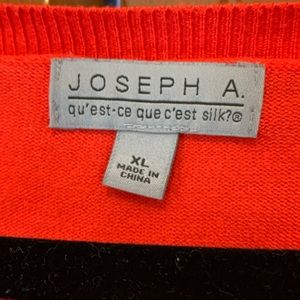 JOSEPH A.
qu'est-ce que c'est silk?®
XL
MADE IN
CHINA